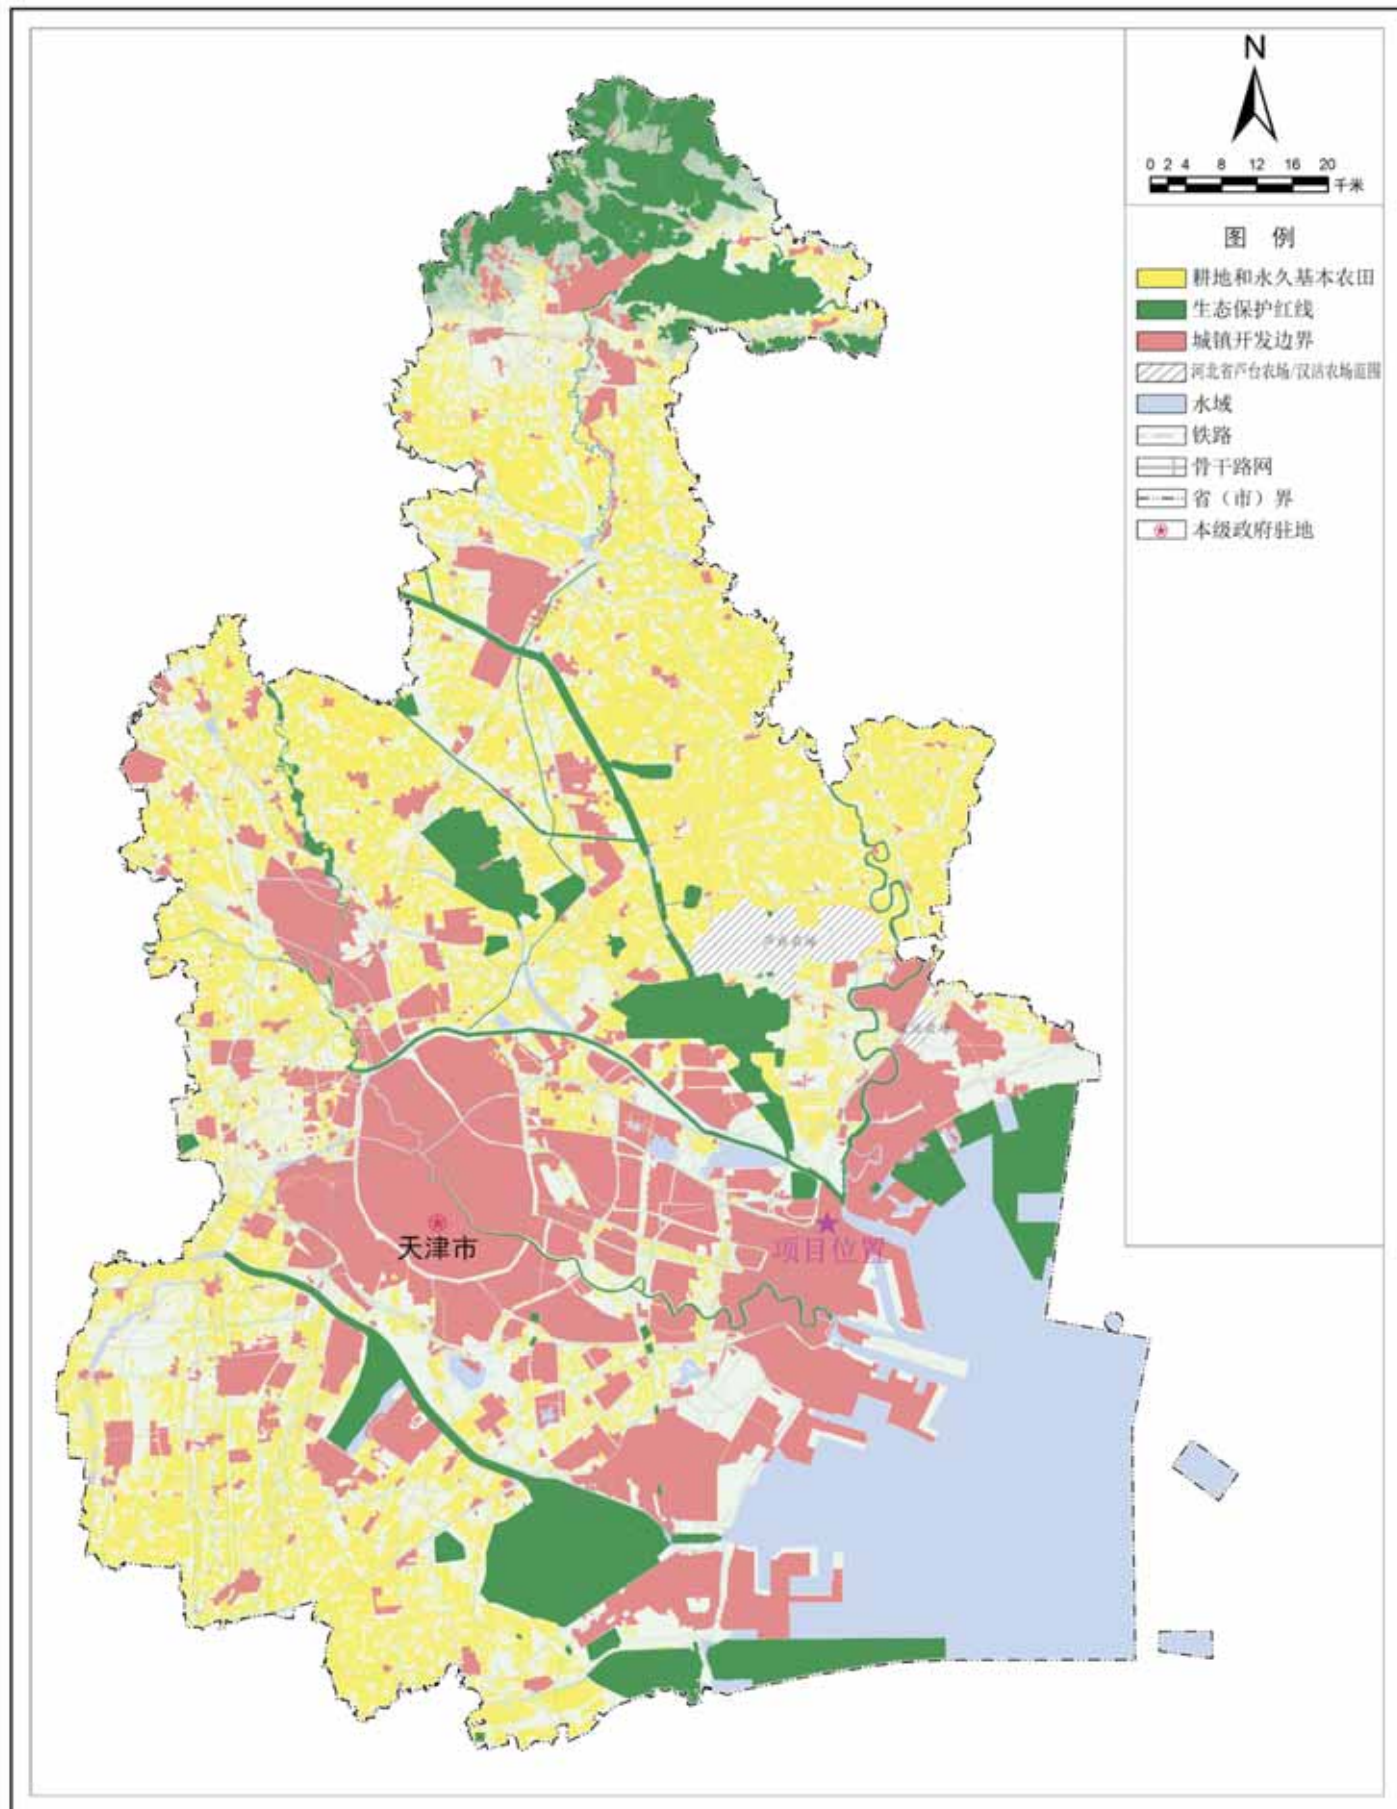 N
0 2 4 8 12 16 20
千米
图 例
耕地和永久基本农田
生态保护红线
城镇开发边界
河北省芦台农场/汉沽农场范围
水域
铁路
骨干路网
省（市）界
本级政府驻地
天津市
项目位置